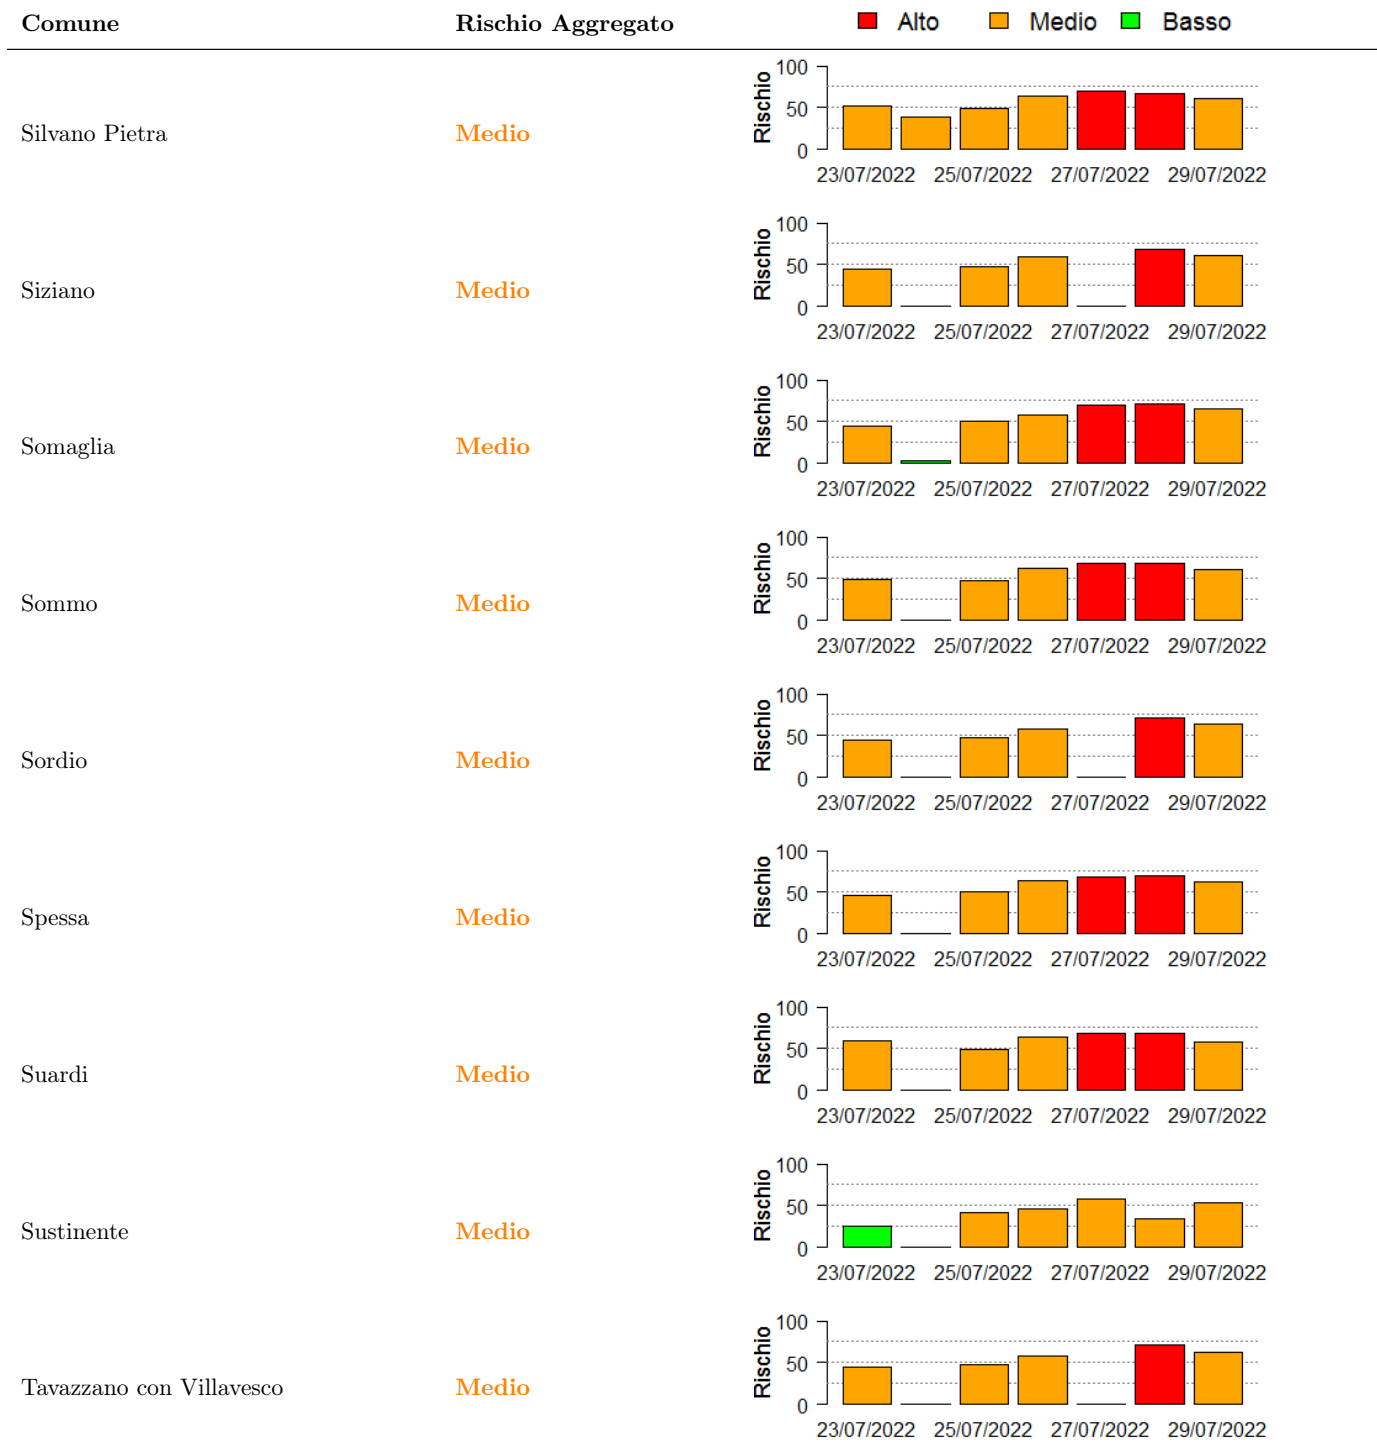 Comune Rischio Aggregato Alto Medio Basso
Silvano Pietra Medio Rischio 100 50 0
23/07/2022 25/07/2022 27/07/2022 29/07/2022
Siziano Medio Rischio 100 50 0
23/07/2022 25/07/2022 27/07/2022 29/07/2022
Somaglia Medio Rischio 100 50 0
23/07/2022 25/07/2022 27/07/2022 29/07/2022
Sommo Medio Rischio 100 50 0
23/07/2022 25/07/2022 27/07/2022 29/07/2022
Sordio Medio Rischio 100 50 0
23/07/2022 25/07/2022 27/07/2022 29/07/2022
Spessa Medio Rischio 100 50 0
23/07/2022 25/07/2022 27/07/2022 29/07/2022
Suardi Medio Rischio 100 50 0
23/07/2022 25/07/2022 27/07/2022 29/07/2022
Sustinente Medio Rischio 100 50 0
23/07/2022 25/07/2022 27/07/2022 29/07/2022
Tavazzano con Villavesco Medio Rischio 100 50 0
23/07/2022 25/07/2022 27/07/2022 29/07/2022